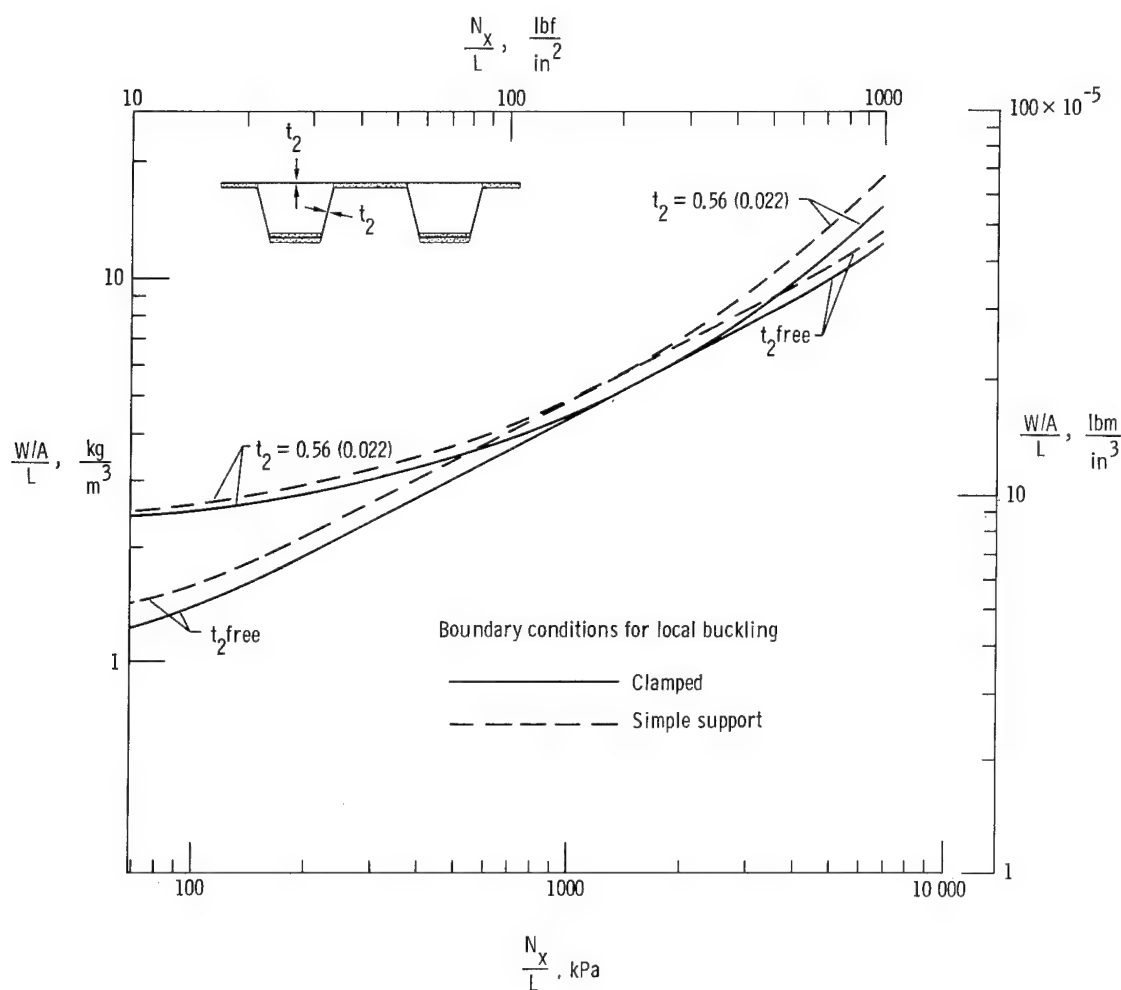 N_x/L, lbf/in^2
10 100 1000
t_2
t_2
t_2 = 0.56 (0.022)
t_2 free
t_2 = 0.56 (0.022)
t_2 free
10
1
W/A/L, kg/m^3
100 × 10^-5
10
1
W/A/L, lbm/in^3
Boundary conditions for local buckling
Clamped
Simple support
100 1000 10 000
N_x/L, kPa